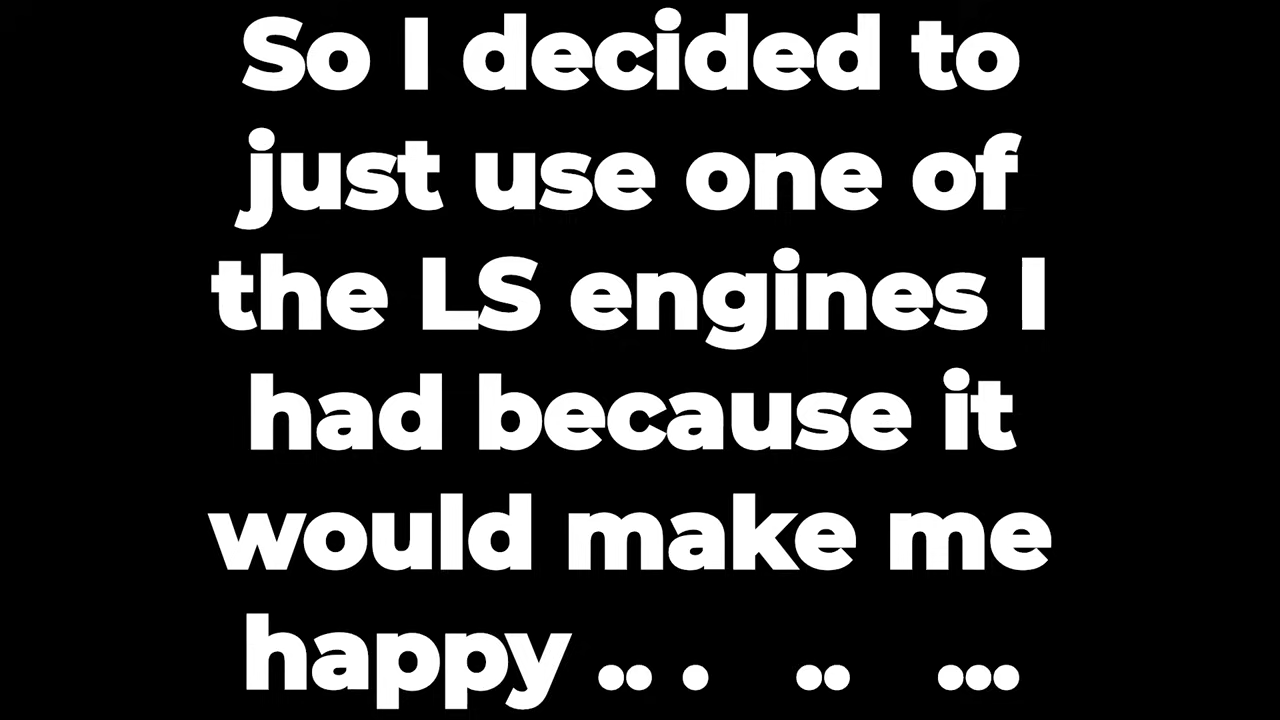 So I decided to
just use one of
the LS engines I
had because it
would make me
happy .. .   ..   ...